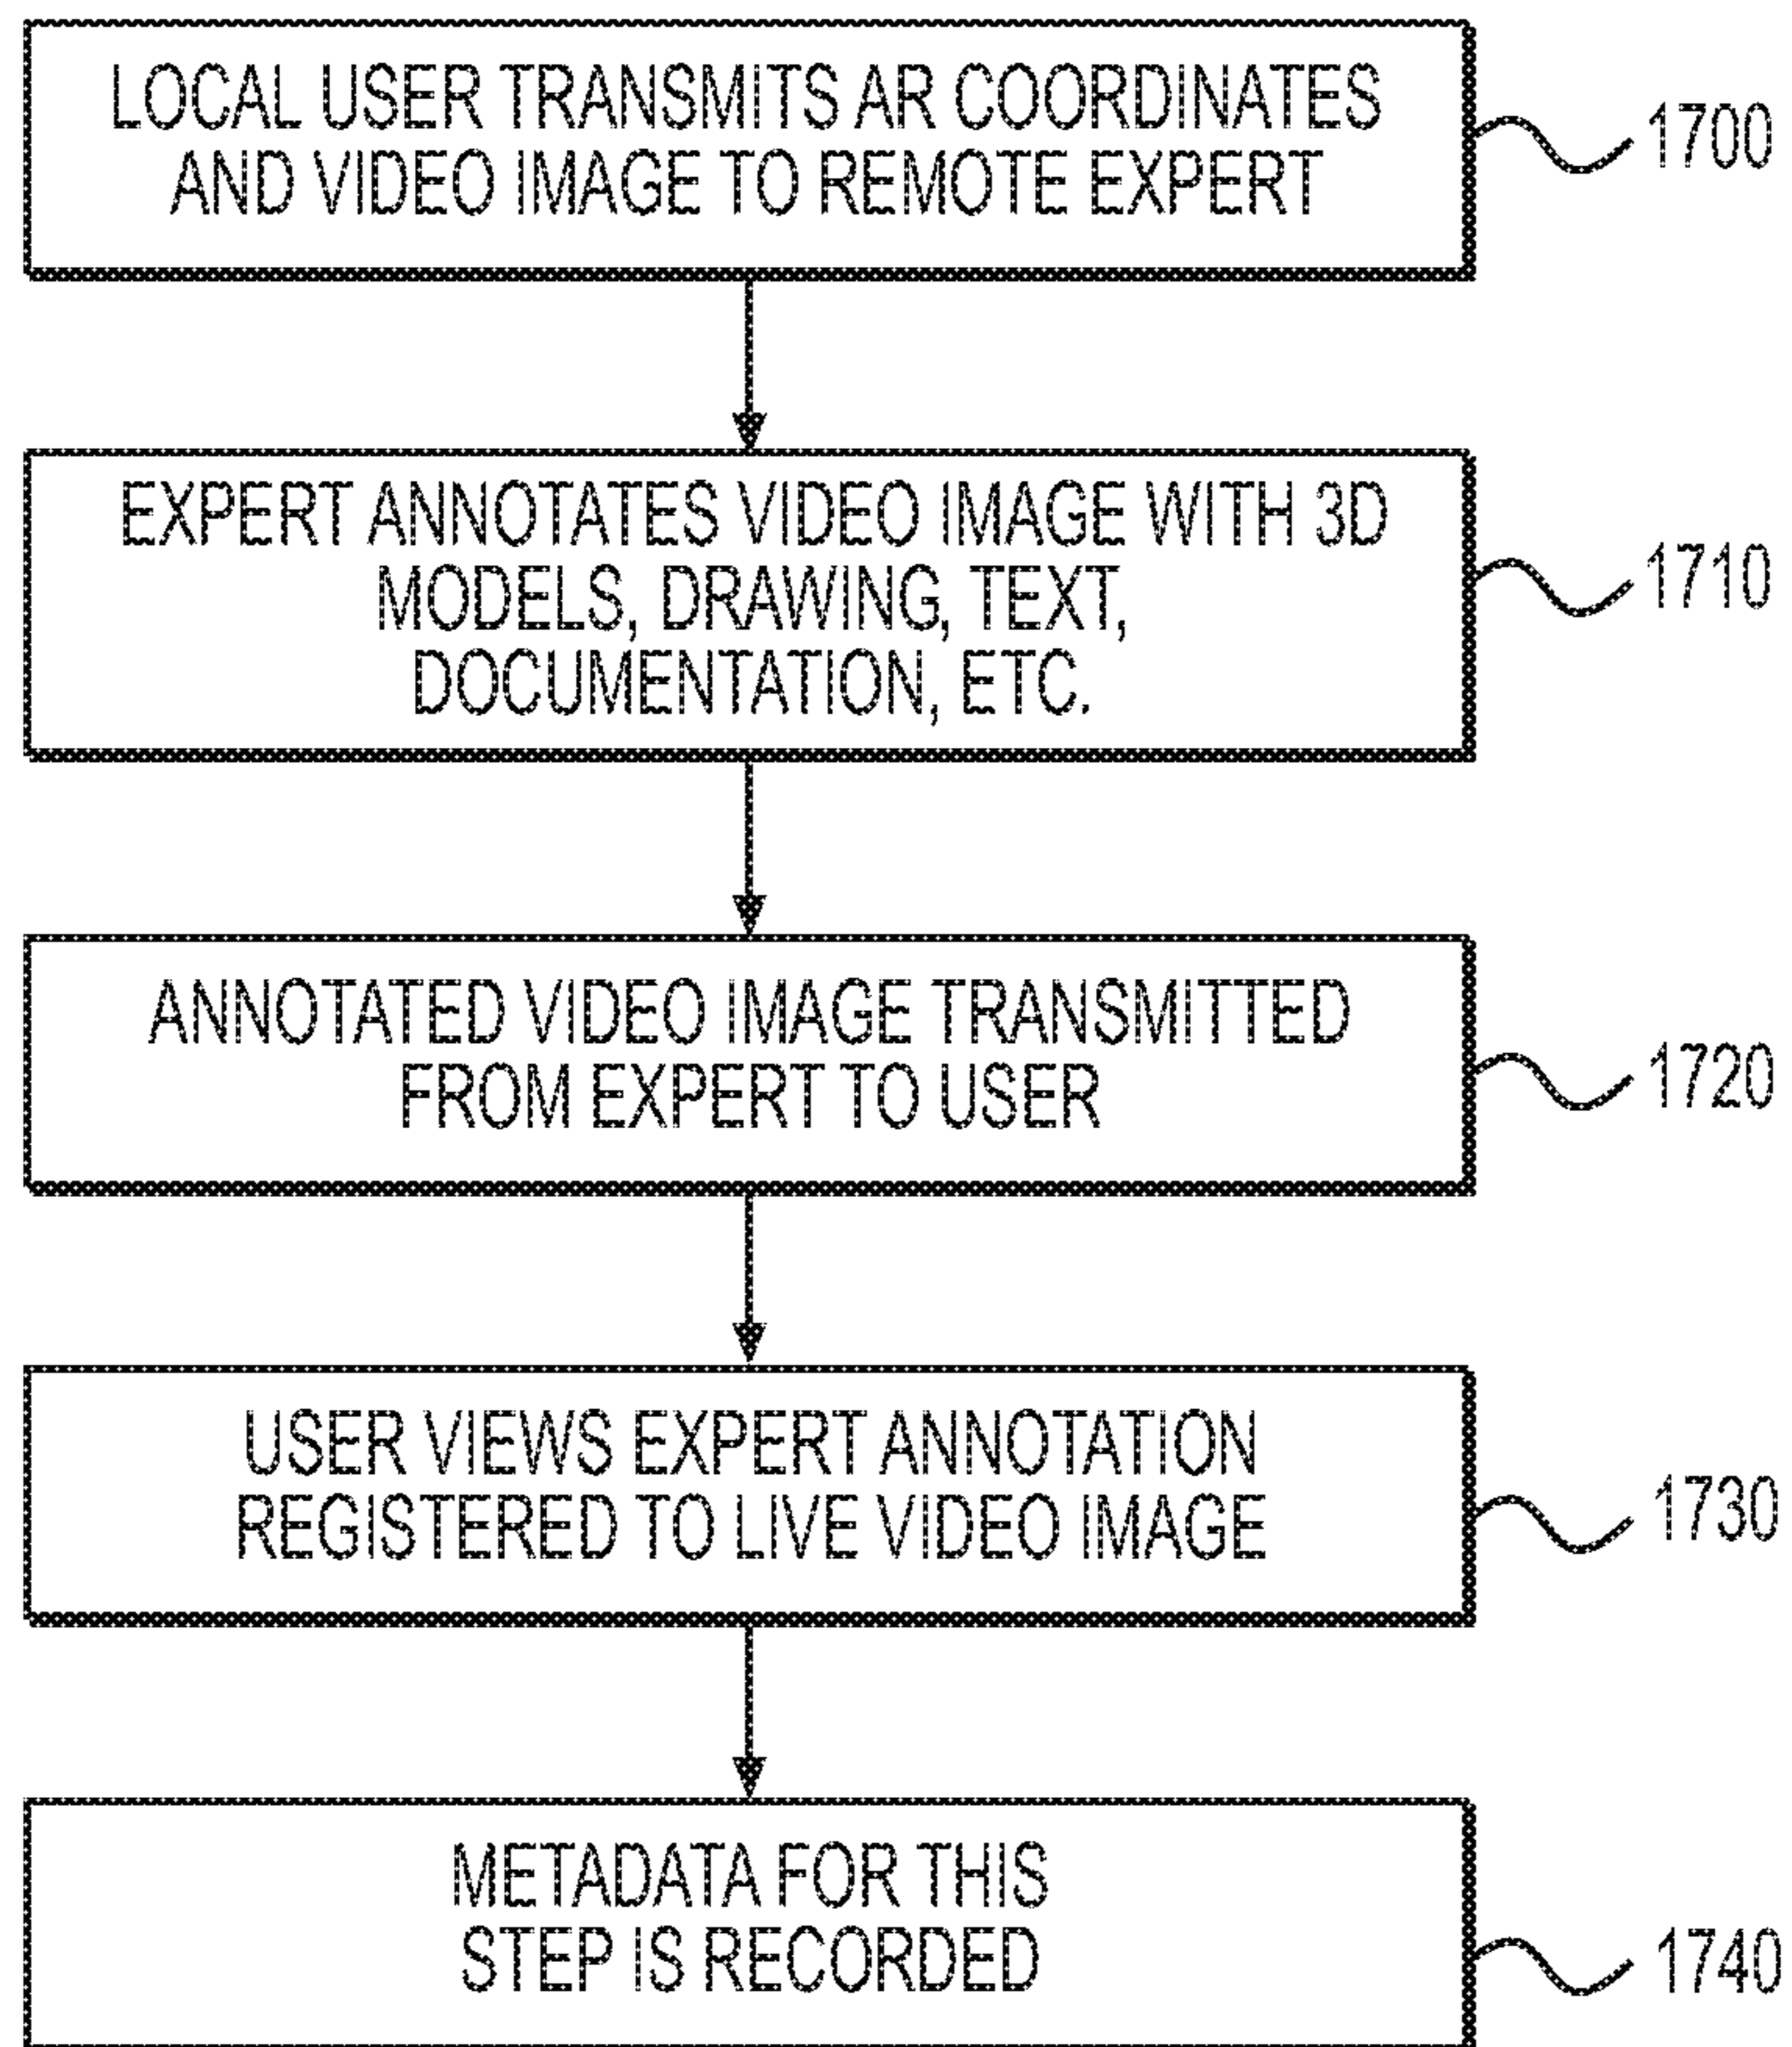 LOCAL USER TRANSMITS AR COORDINATES
AND VIDEO IMAGE TO REMOTE EXPERT
1700
EXPERT ANNOTATES VIDEO IMAGE WITH 3D
MODELS, DRAWING, TEXT,
DOCUMENTATION, ETC.
1710
ANNOTATED VIDEO IMAGE TRANSMITTED
FROM EXPERT TO USER
1720
USER VIEWS EXPERT ANNOTATION
REGISTERED TO LIVE VIDEO IMAGE
1730
METADATA FOR THIS
STEP IS RECORDED
1740